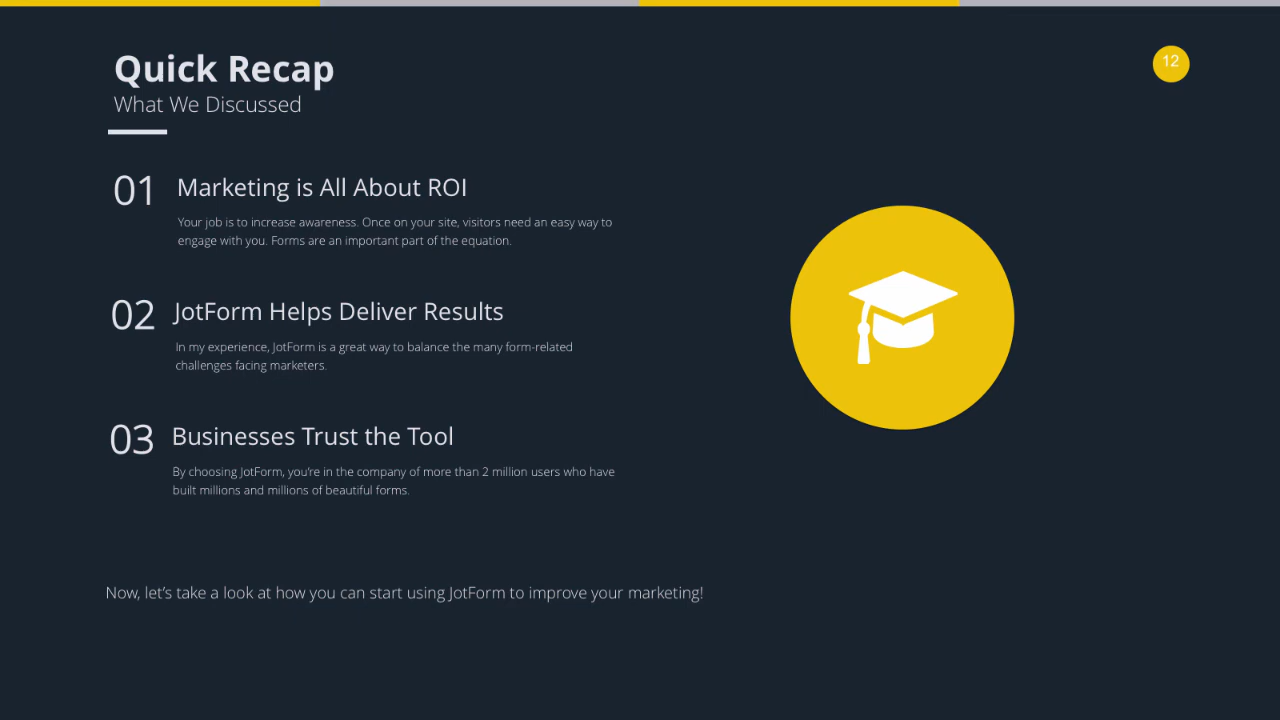 Quick Recap
12
What We Discussed
01 Marketing is All About ROI
Your job is to increase awareness. Once on your site, visitors need an easy way to
engage with you. Forms are an important part of the equation.
02 JotForm Helps Deliver Results
In my experience, JotForm is a great way to balance the many form-related
challenges facing marketers.
03 Businesses Trust the Tool
By choosing JotForm, you’re in the company of more than 2 million users who have
built millions and millions of beautiful forms.
Now, let’s take a look at how you can start using JotForm to improve your marketing!